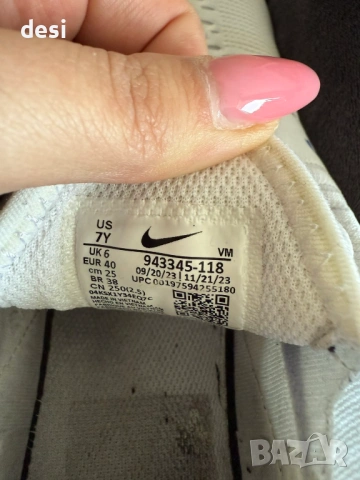 desi
US
7Y
VM
UK 6
943345-118
EUR 40
09/20/23 | 11/21/23
cm 25
UPC 00197594255180
BR 38
CN 250(2.5)
MADE IN VIETNAM
BAZAR
bg